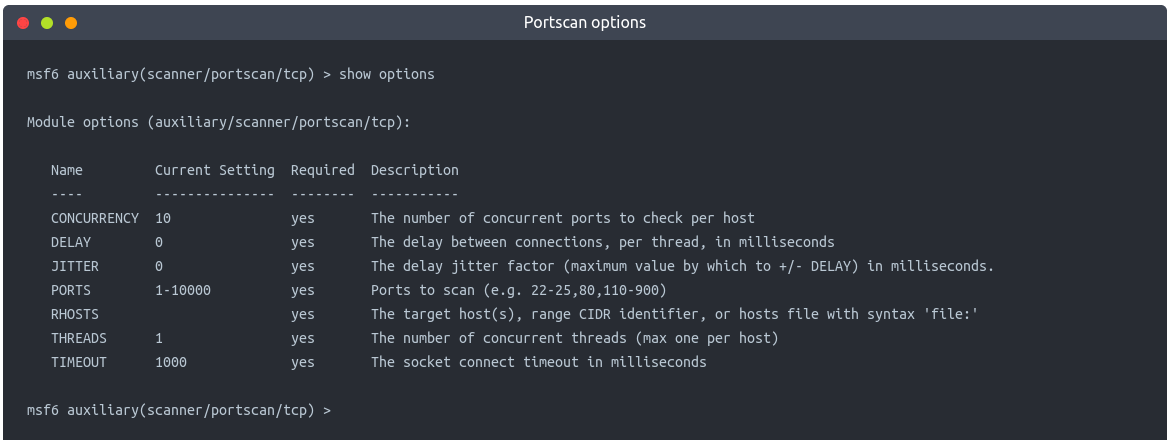 Portscan options
msf6 auxiliary(scanner/portscan/tcp) > show options
Module options (auxiliary/scanner/portscan/tcp):
Name         Current Setting  Required  Description
----         ---------------  --------  -----------
CONCURRENCY  10               yes       The number of concurrent ports to check per host
DELAY        0                yes       The delay between connections, per thread, in milliseconds
JITTER       0                yes       The delay jitter factor (maximum value by which to +/- DELAY) in milliseconds.
PORTS        1-10000          yes       Ports to scan (e.g. 22-25,80,110-900)
RHOSTS                        yes       The target host(s), range CIDR identifier, or hosts file with syntax 'file:'
THREADS      1                yes       The number of concurrent threads (max one per host)
TIMEOUT      1000             yes       The socket connect timeout in milliseconds
msf6 auxiliary(scanner/portscan/tcp) >